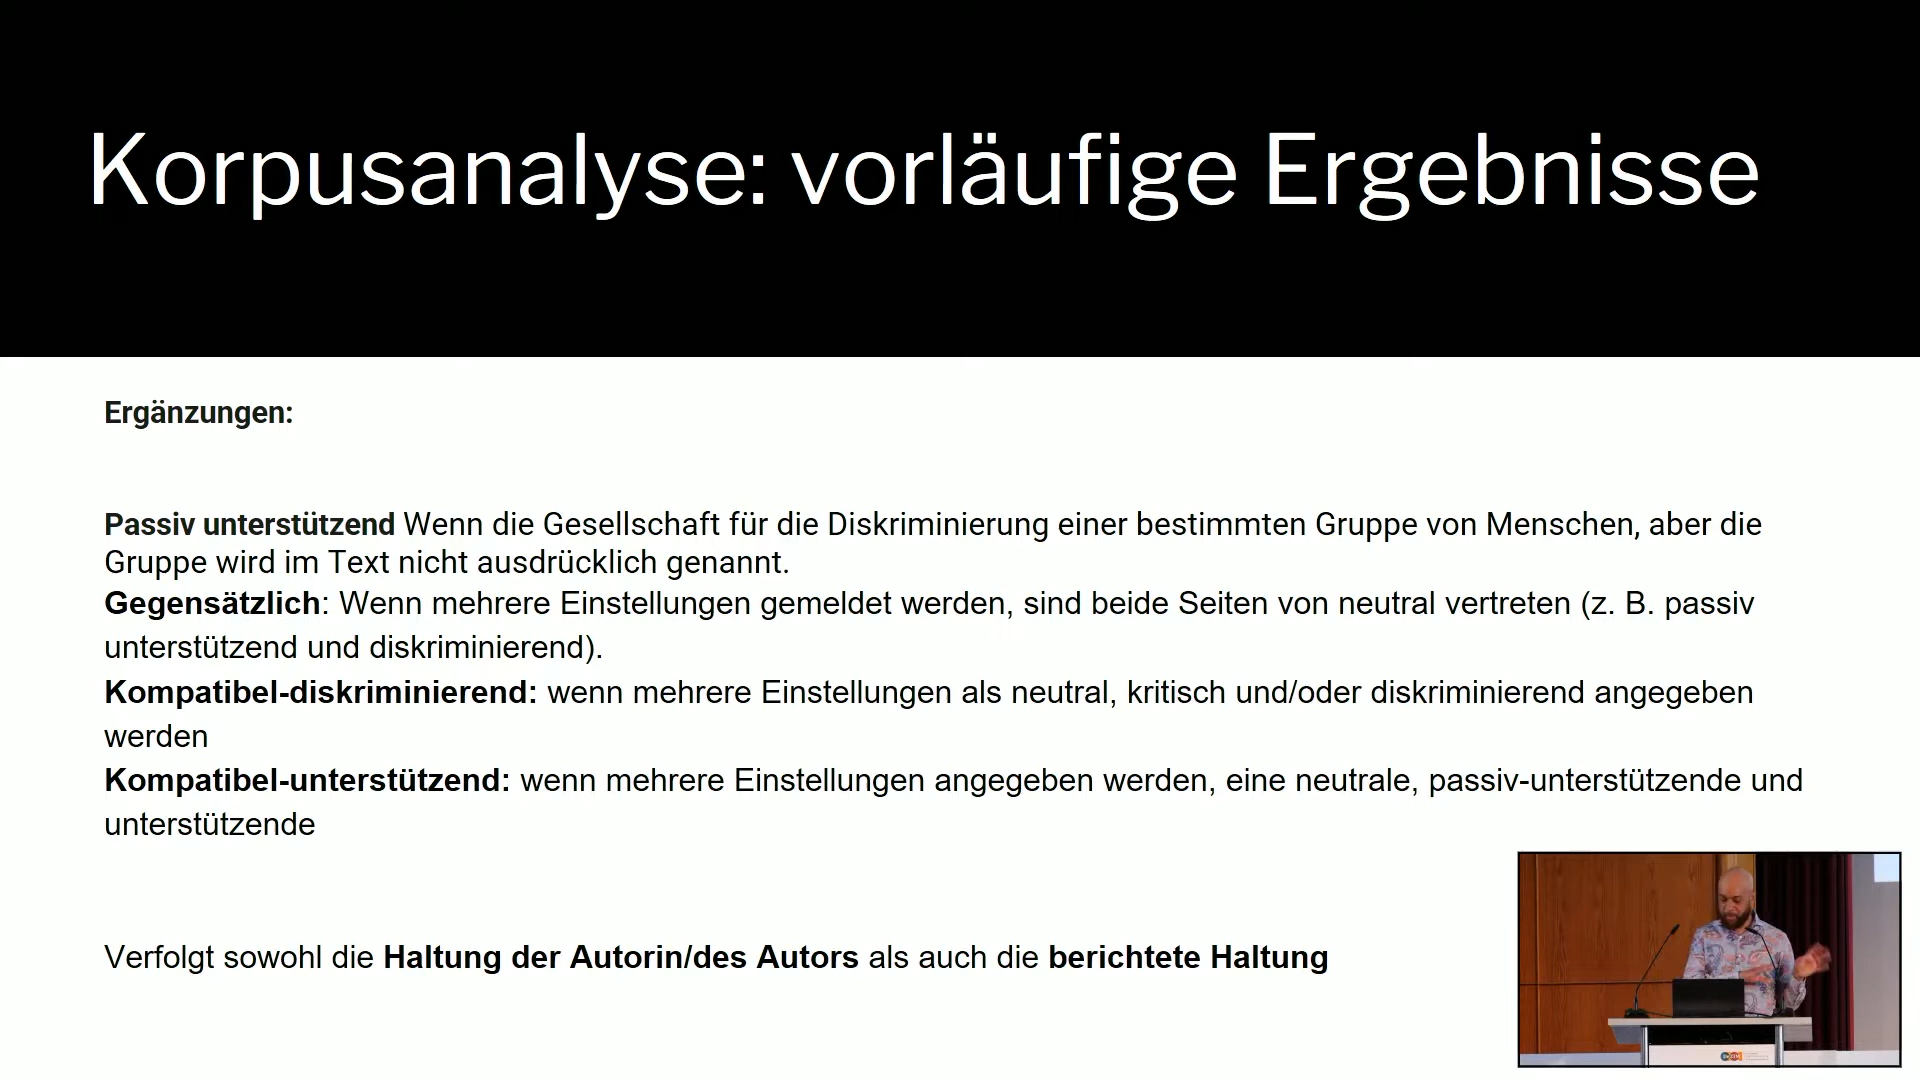 Korpusanalyse: vorläufige Ergebnisse
Ergänzungen:
Passiv unterstützend Wenn die Gesellschaft für die Diskriminierung einer bestimmten Gruppe von Menschen, aber die
Gruppe wird im Text nicht ausdrücklich genannt.
Gegensätzlich: Wenn mehrere Einstellungen gemeldet werden, sind beide Seiten von neutral vertreten (z. B. passiv
unterstützend und diskriminierend).
Kompatibel-diskriminierend: wenn mehrere Einstellungen als neutral, kritisch und/oder diskriminierend angegeben
werden
Kompatibel-unterstützend: wenn mehrere Einstellungen angegeben werden, eine neutrale, passiv-unterstützende und
unterstützende
Verfolgt sowohl die Haltung der Autorin/des Autors als auch die berichtete Haltung